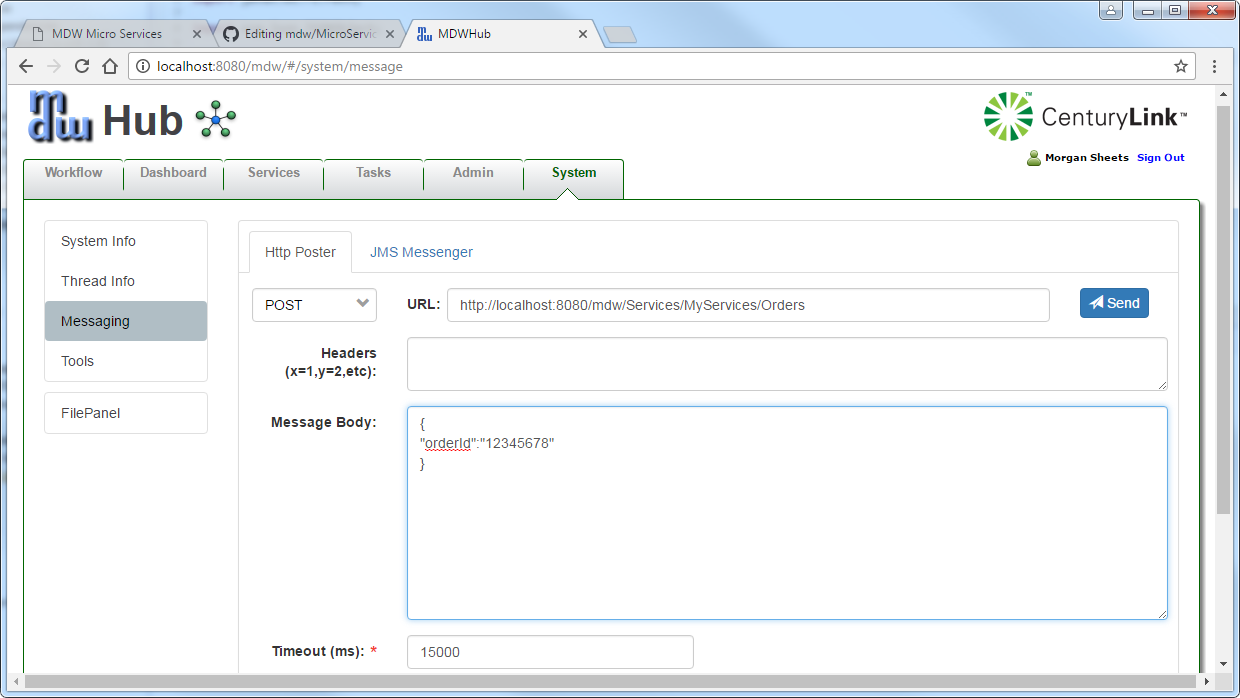 MDW Micro Services
Editing mdw/MicroServic
MDWHub
localhost:8080/mdw/#/system/message
mdw Hub
CenturyLink™
Morgan Sheets Sign Out
Workflow
Dashboard
Services
Tasks
Admin
System
System Info
Thread Info
Messaging
Tools
FilePanel
Http Poster
JMS Messenger
POST
URL:
http://localhost:8080/mdw/Services/MyServices/Orders
Send
Headers
(x=1,y=2,etc):
Message Body:
{
"orderId":"12345678"
}
Timeout (ms): *
15000